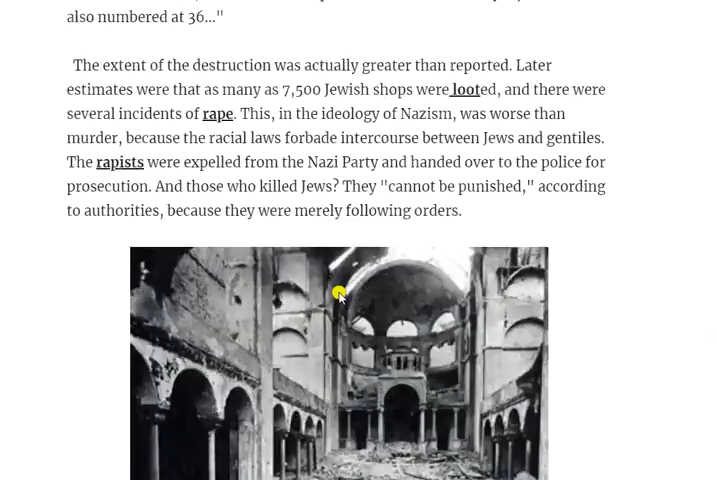 also numbered at 36..."
The extent of the destruction was actually greater than reported. Later
estimates were that as many as 7,500 Jewish shops were looted, and there were
several incidents of rape. This, in the ideology of Nazism, was worse than
murder, because the racial laws forbade intercourse between Jews and gentiles.
The rapists were expelled from the Nazi Party and handed over to the police for
prosecution. And those who killed Jews? They "cannot be punished," according
to authorities, because they were merely following orders.